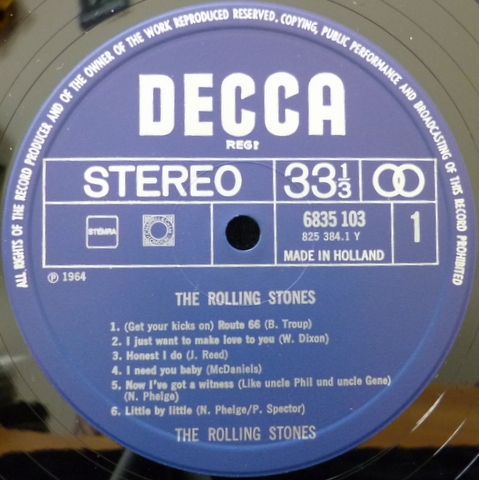 ALL RIGHTS OF THE RECORD PRODUCER AND OF THE OWNER OF THE WORK REPRODUCED RESERVED. COPYING, PUBLIC PERFORMANCE AND BROADCASTING OF THIS RECORD PROHIBITED
DECCA
REG!
STEREO 33⅓
STEMRA
6835 103
825 384.1 Y
1
MADE IN HOLLAND
℗ 1964
THE ROLLING STONES
1. (Get your kicks on) Route 66 (B. Troup)
2. I just want to make love to you (W. Dixon)
3. Honest I do (J. Reed)
4. I need you baby (McDaniels)
5. Now I've got a witness (Like uncle Phil und uncle Gene)
(N. Phelge)
6. Little by little (N. Phelge/P. Spector)
THE ROLLING STONES